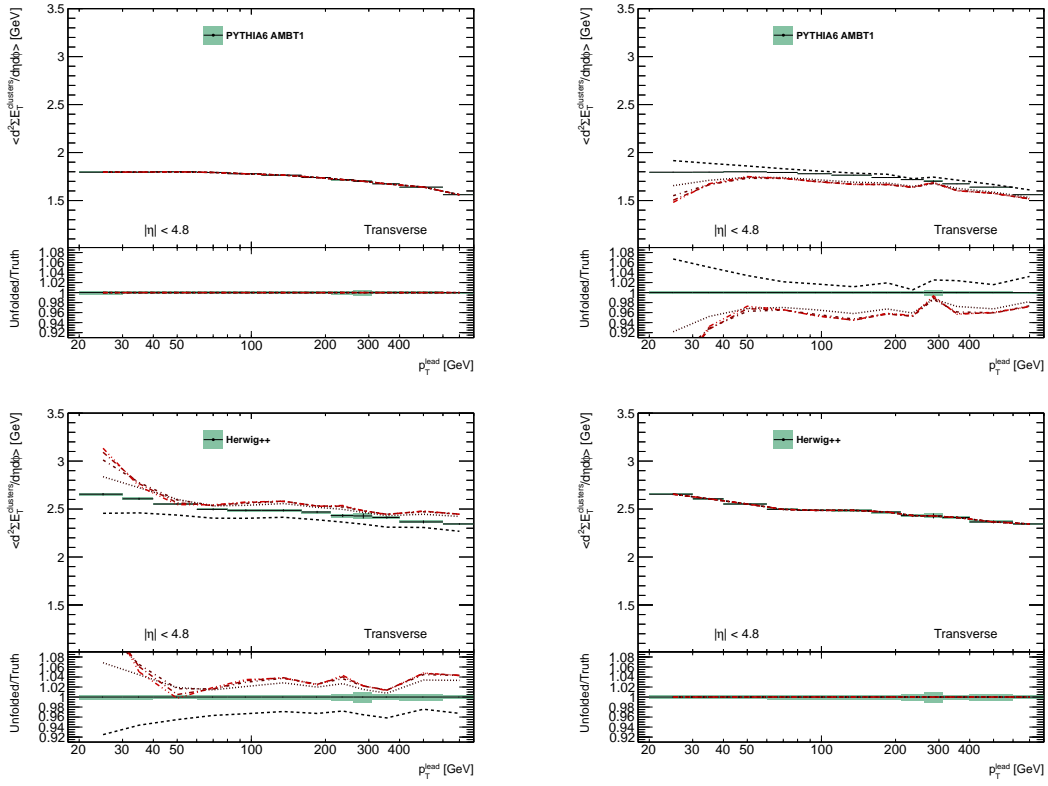 <d²ΣE_T^clusters/dηdϕ> [GeV]
3.5
3
2.5
2
1.5
PYTHIA6 AMBT1
|η| < 4.8
Transverse
Unfolded/Truth
1.08
1.06
1.04
1.02
1
0.98
0.96
0.94
0.92
20 30 40 50 100 200 300 400
p_T^lead [GeV]
<d²ΣE_T^clusters/dηdϕ> [GeV]
3.5
3
2.5
2
1.5
PYTHIA6 AMBT1
|η| < 4.8
Transverse
Unfolded/Truth
1.08
1.06
1.04
1.02
1
0.98
0.96
0.94
0.92
20 30 40 50 100 200 300 400
p_T^lead [GeV]
<d²ΣE_T^clusters/dηdϕ> [GeV]
3.5
3
2.5
2
1.5
Herwig++
|η| < 4.8
Transverse
Unfolded/Truth
1.08
1.06
1.04
1.02
1
0.98
0.96
0.94
0.92
20 30 40 50 100 200 300 400
p_T^lead [GeV]
<d²ΣE_T^clusters/dηdϕ> [GeV]
3.5
3
2.5
2
1.5
Herwig++
|η| < 4.8
Transverse
Unfolded/Truth
1.08
1.06
1.04
1.02
1
0.98
0.96
0.94
0.92
20 30 40 50 100 200 300 400
p_T^lead [GeV]